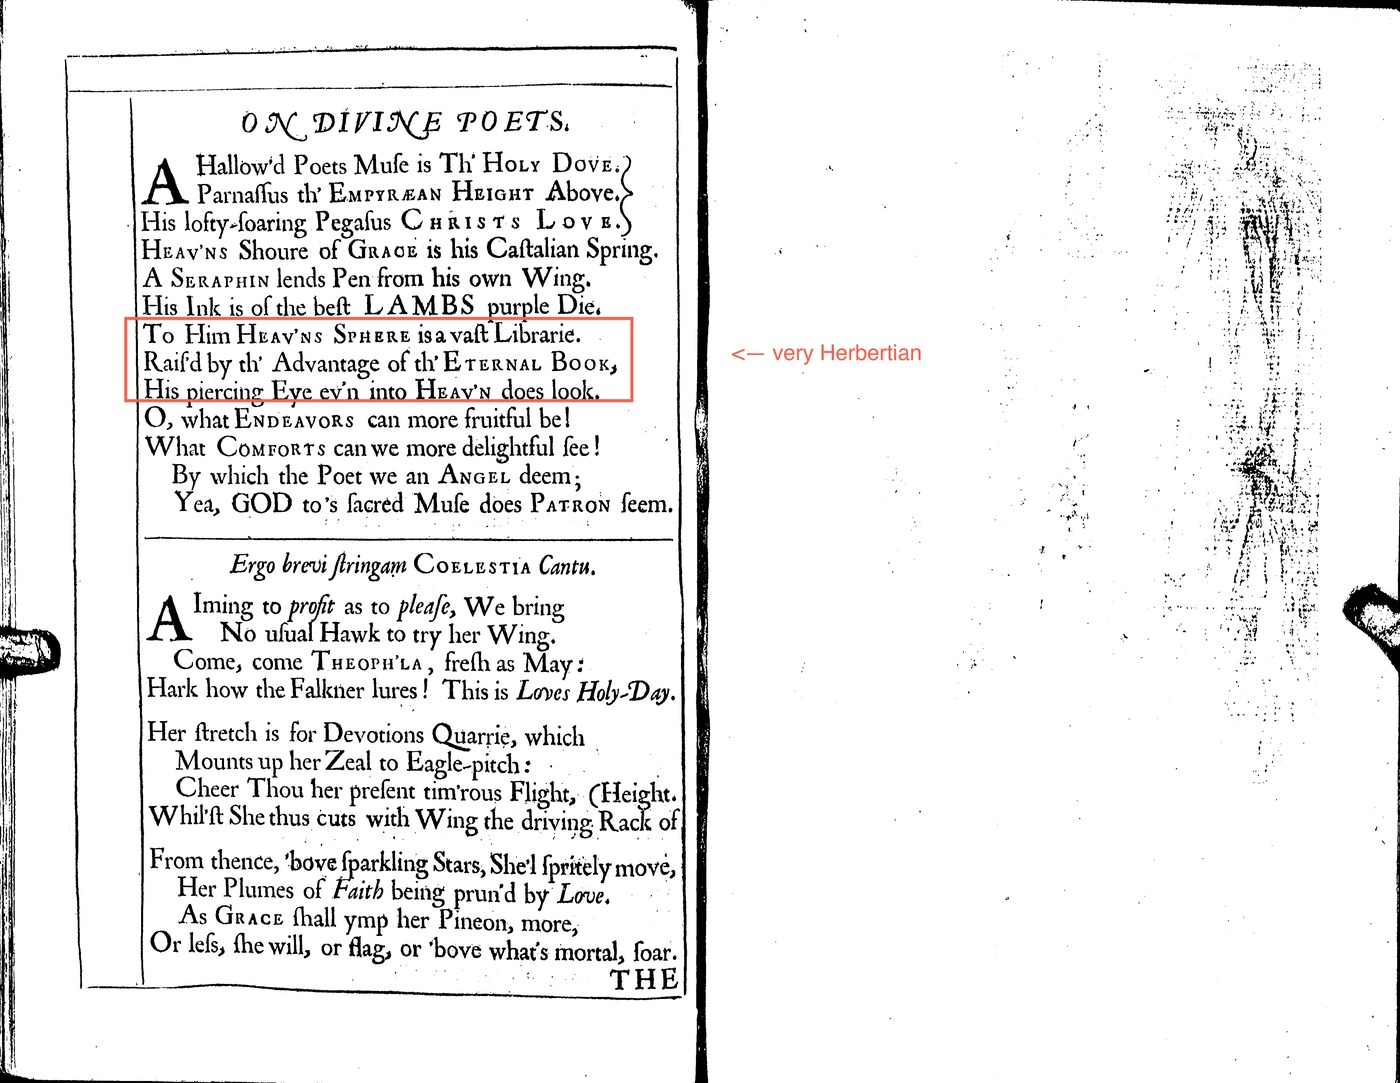 ON DIVINE POETS.
A Hallow'd Poets Muſe is Th' HOLY DOVE.
Parnaſſus th' EMPYRÆAN HEIGHT Above.
His lofty-ſoaring Pegaſus CHRISTS LOVE.
HEAV'NS Shoure of GRACE is his Caſtalian Spring.
A SERAPHIN lends Pen from his own Wing.
His Ink is of the beſt LAMBS purple Die.
To Him HEAV'NS SPHERE is a vaſt Librarie.
Raiſ'd by th' Advantage of th' ETERNAL BOOK,
His piercing Eye ev'n into HEAV'N does look.
<— very Herbertian
O, what ENDEAVORS can more fruitful be!
What COMFORTS can we more delightful ſee!
By which the Poet we an ANGEL deem;
Yea, GOD to's ſacred Muſe does PATRON ſeem.
Ergo brevi ſtringam COELESTIA Cantu.
AIming to profit as to pleaſe, We bring
No uſual Hawk to try her Wing.
Come, come THEOPH'LA, freſh as May:
Hark how the Falkner lures! This is Loves Holy-Day.
Her ſtretch is for Devotions Quarrie, which
Mounts up her Zeal to Eagle-pitch:
Cheer Thou her preſent tim'rous Flight, (Height.
Whil'ſt She thus cuts with Wing the driving Rack of
From thence, 'bove ſparkling Stars, She'l ſpritely move,
Her Plumes of Faith being prun'd by Love.
As GRACE ſhall ymp her Pineon, more,
Or leſs, ſhe will, or flag, or 'bove what's mortal, ſoar.
THE